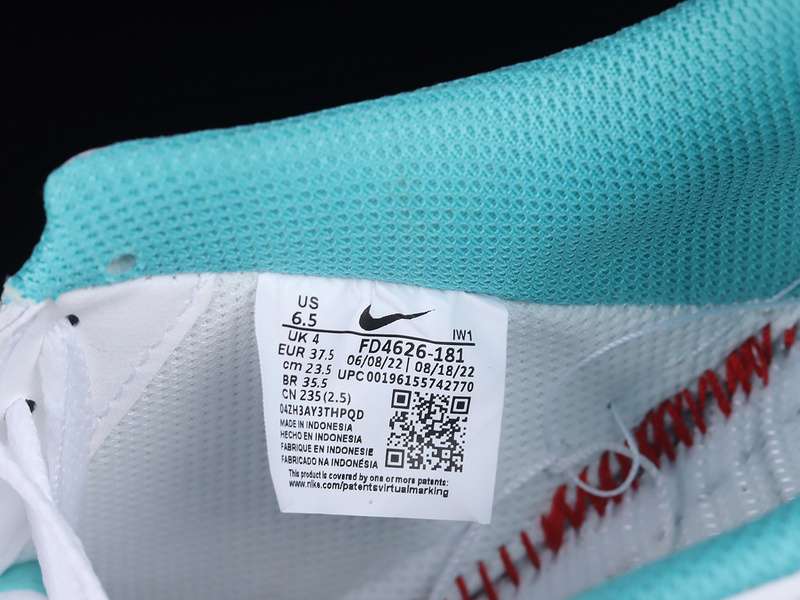 US
6.5
UK 4
EUR 37.5
cm 23.5
BR 35.5
CN 235 (2.5)
IW1
FD4626-181
06/08/22 | 08/18/22
UPC 00196155742770
04ZH3AY3THPQD
MADE IN INDONESIA
HECHO EN INDONESIA
FABRIQUE EN INDONESIE
FABRICADO NA INDONÉSIA
This product is covered by one or more patents:
www.nike.com/patentsvirtualmarking